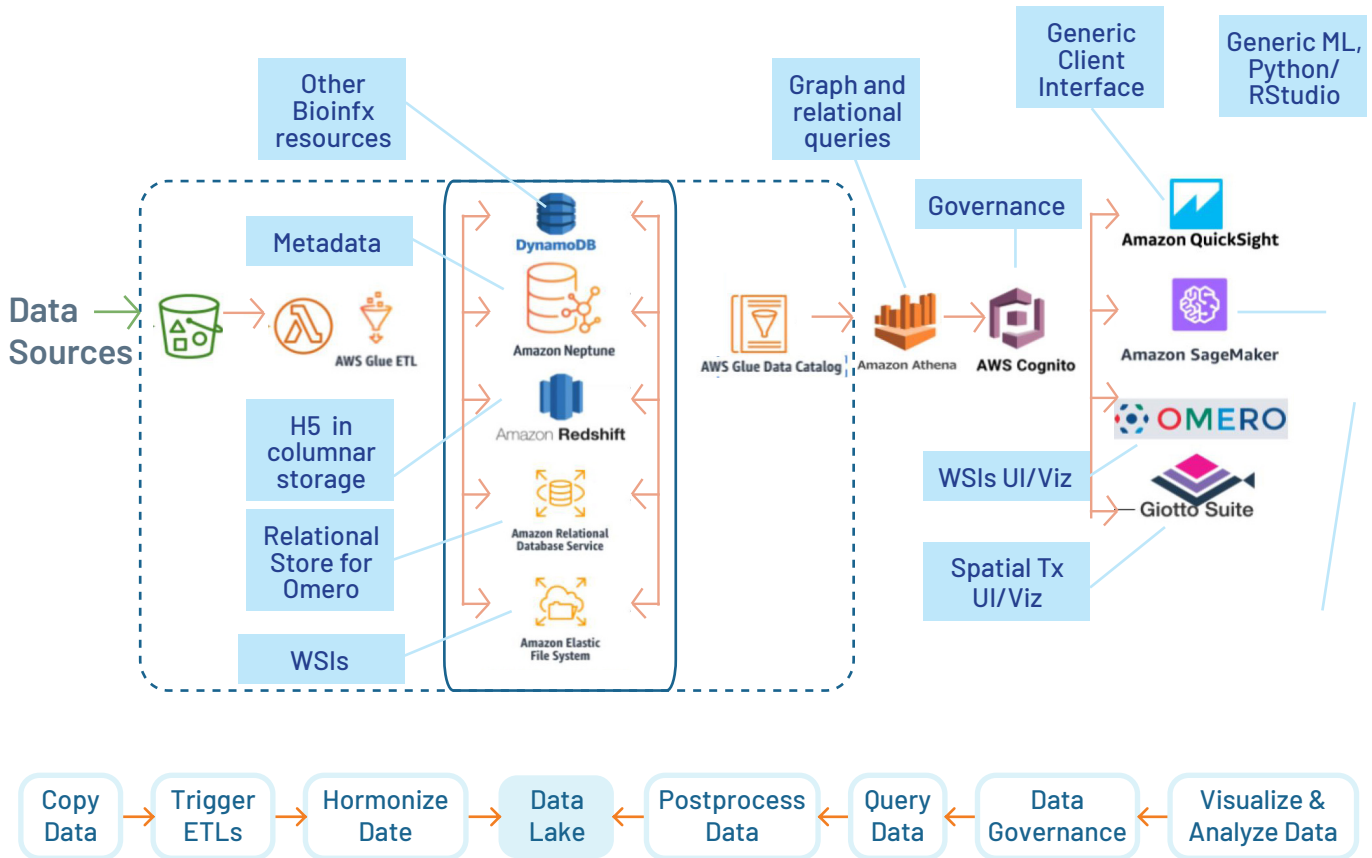 Other
Bioinfx
resources
Graph and
relational
queries
Generic
Client
Interface
Generic ML,
Python/
RStudio
Metadata
Governance
DynamoDB
Amazon QuickSight
Data
Sources
AWS Glue ETL
Amazon Neptune
AWS Glue Data Catalog
Amazon Athena
AWS Cognito
Amazon SageMaker
H5 in
columnar
storage
Amazon Redshift
OMERO
WSIs UI/Viz
Giotto Suite
Relational
Store for
Omero
Amazon Relational
Database Service
Spatial Tx
UI/Viz
WSIs
Amazon Elastic
File System
Copy
Data
Trigger
ETLs
Hormonize
Date
Data
Lake
Postprocess
Data
Query
Data
Data
Governance
Visualize &
Analyze Data